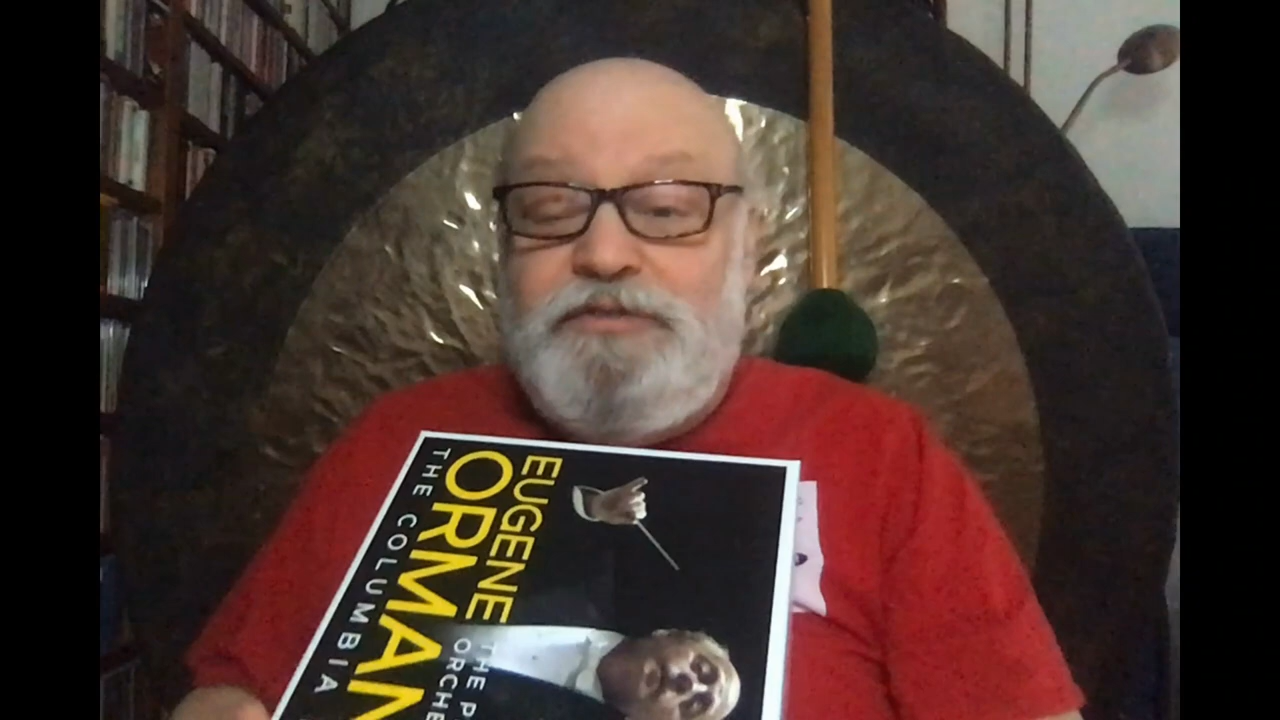 EUGENE
ORMAN
THE P
ORCHE
THE COLUMBIA